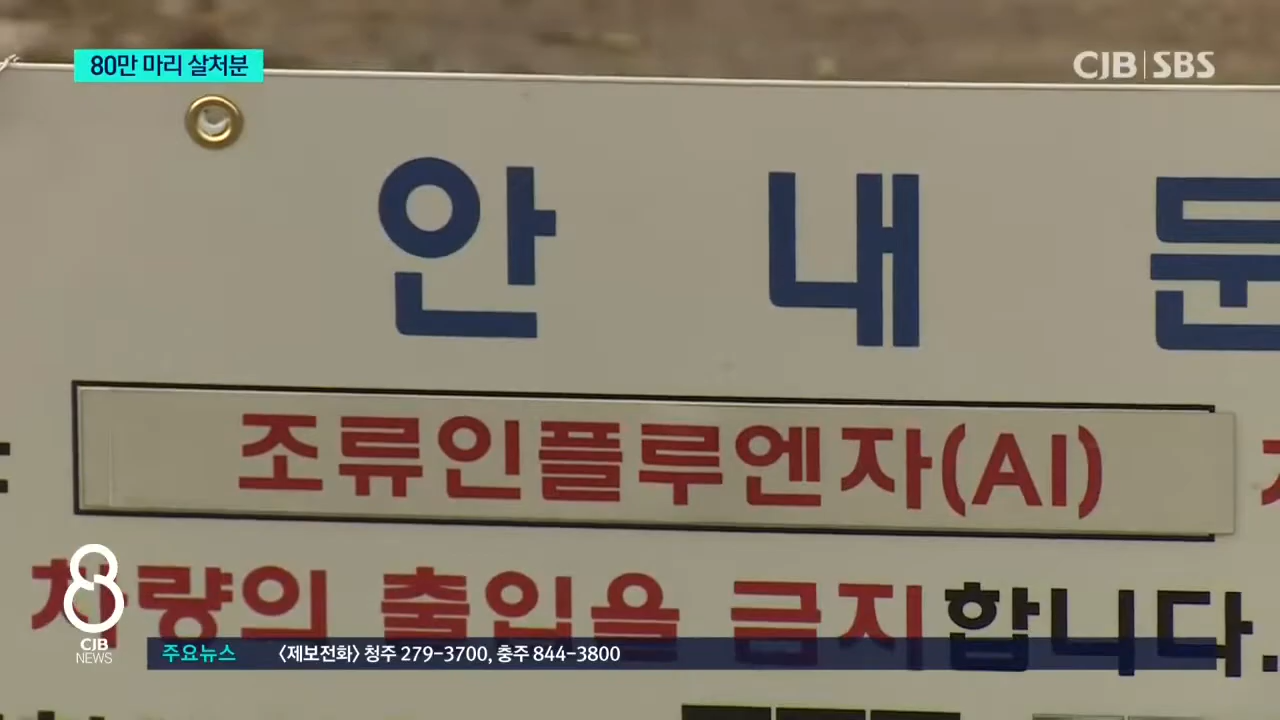 80만 마리 살처분
CJB SBS
안 내 문
조류인플루엔자(AI)
차량의 출입을 금지합니다.
8
CJB
NEWS
주요뉴스 〈제보전화〉 청주 279-3700, 충주 844-3800